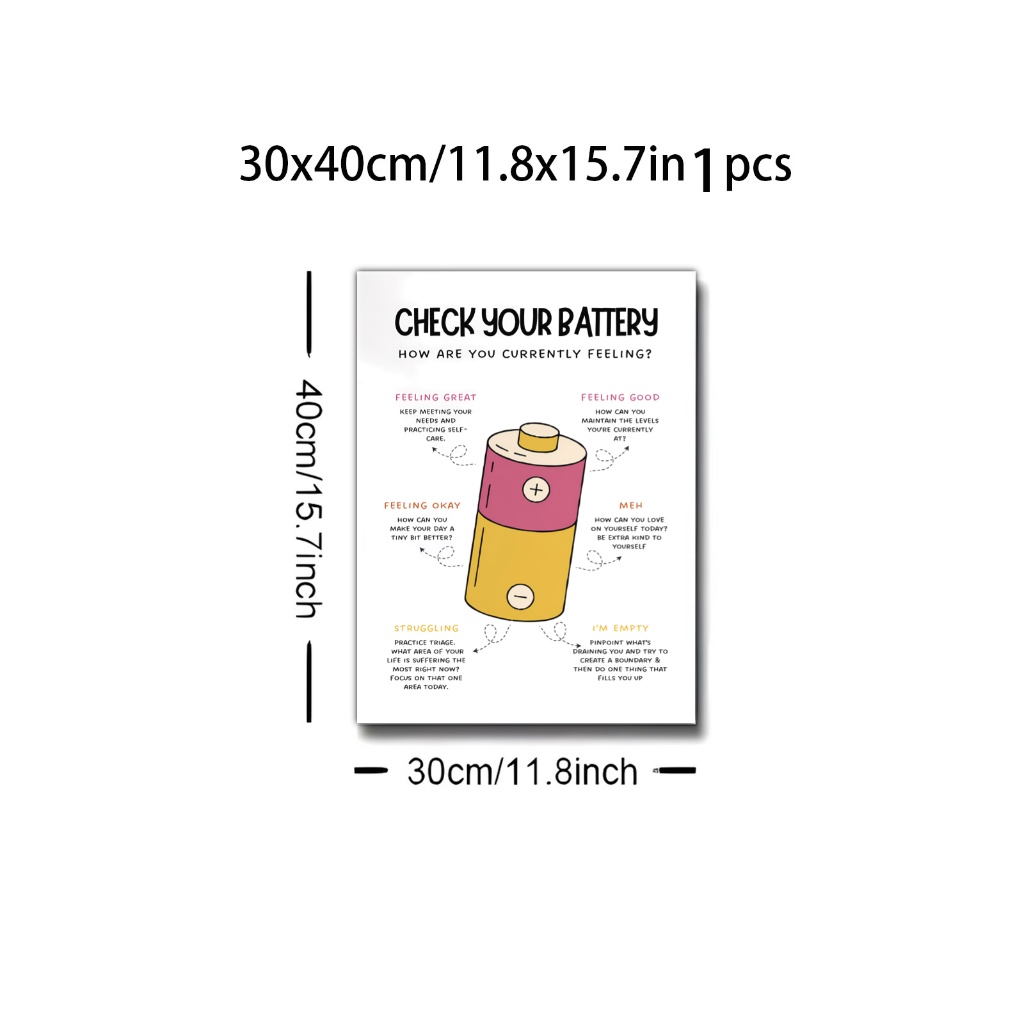 30x40cm/11.8x15.7in 1 pcs
40cm/15.7inch
CHECK YOUR BATTERY
HOW ARE YOU CURRENTLY FEELING?
FEELING GREAT
KEEP MEETING YOUR
NEEDS AND
PRACTICING SELF-
CARE.
FEELING GOOD
HOW CAN YOU
MAINTAIN THE LEVELS
YOU'RE CURRENTLY
AT?
+
FEELING OKAY
HOW CAN YOU
MAKE YOUR DAY A
TINY BIT BETTER?
MEH
HOW CAN YOU LOVE
ON YOURSELF TODAY?
BE EXTRA KIND TO
YOURSELF
−
STRUGGLING
PRACTICE TRIAGE.
WHAT AREA OF YOUR
LIFE IS SUFFERING THE
MOST RIGHT NOW?
FOCUS ON THAT ONE
AREA TODAY.
I'M EMPTY
PINPOINT WHAT'S
DRAINING YOU AND TRY TO
CREATE A BOUNDARY &
THEN DO ONE THING THAT
FILLS YOU UP
30cm/11.8inch